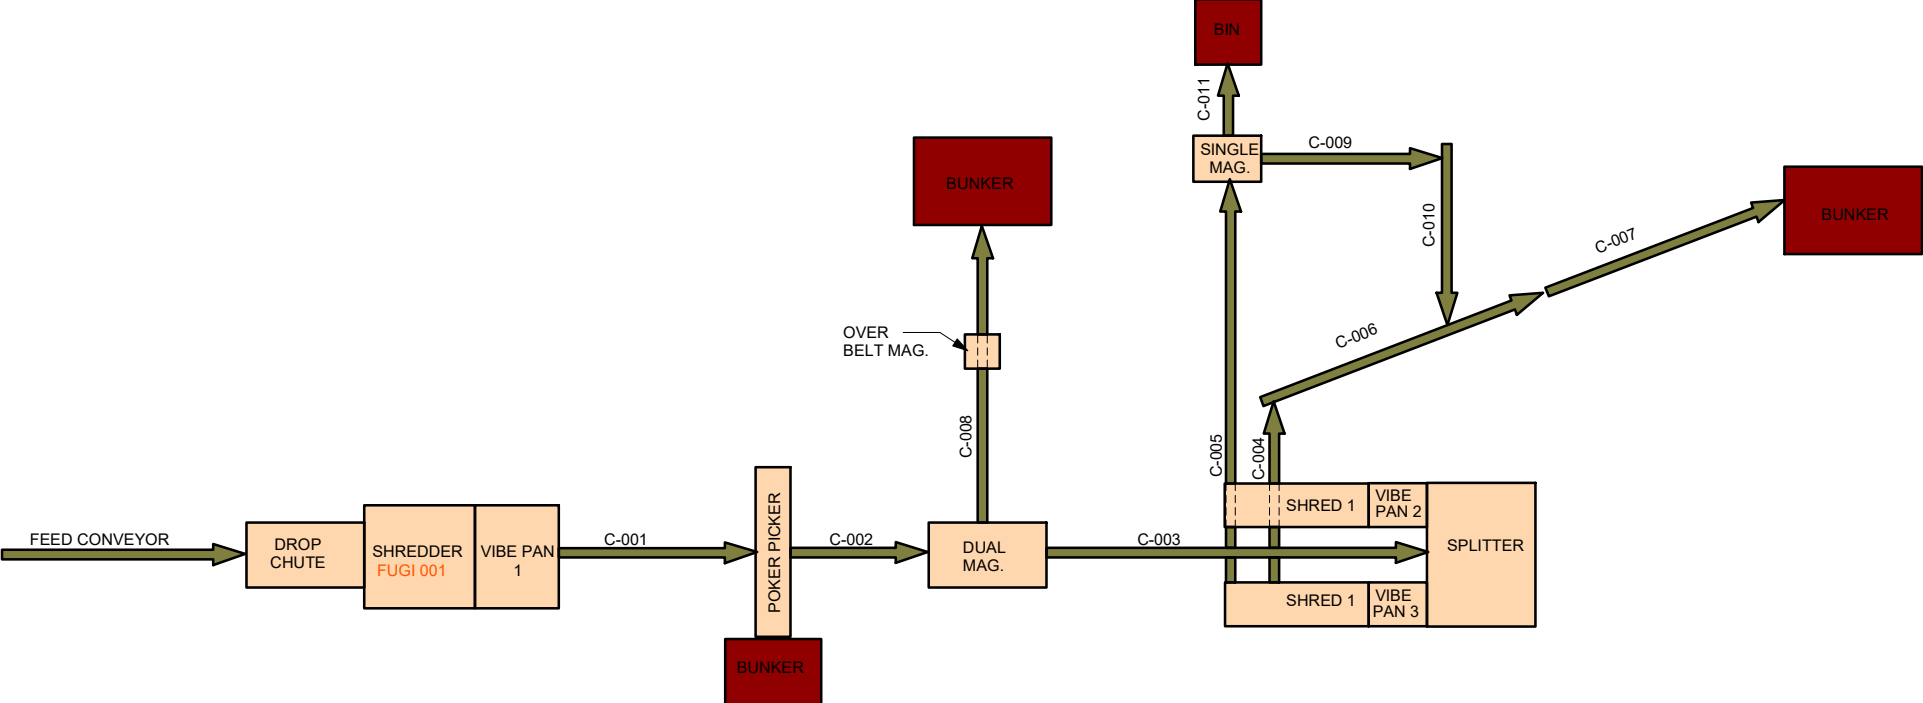 BIN
C-011
SINGLE
MAG.
C-009
BUNKER
C-010
C-007
BUNKER
OVER
BELT MAG.
C-006
C-008
C-005
C-004
FEED CONVEYOR
DROP
CHUTE
SHREDDER
FUGI 001
VIBE PAN
1
C-001
POKER PICKER
C-002
DUAL
MAG.
C-003
SHRED 1
VIBE
PAN 2
SPLITTER
SHRED 1
VIBE
PAN 3
BUNKER